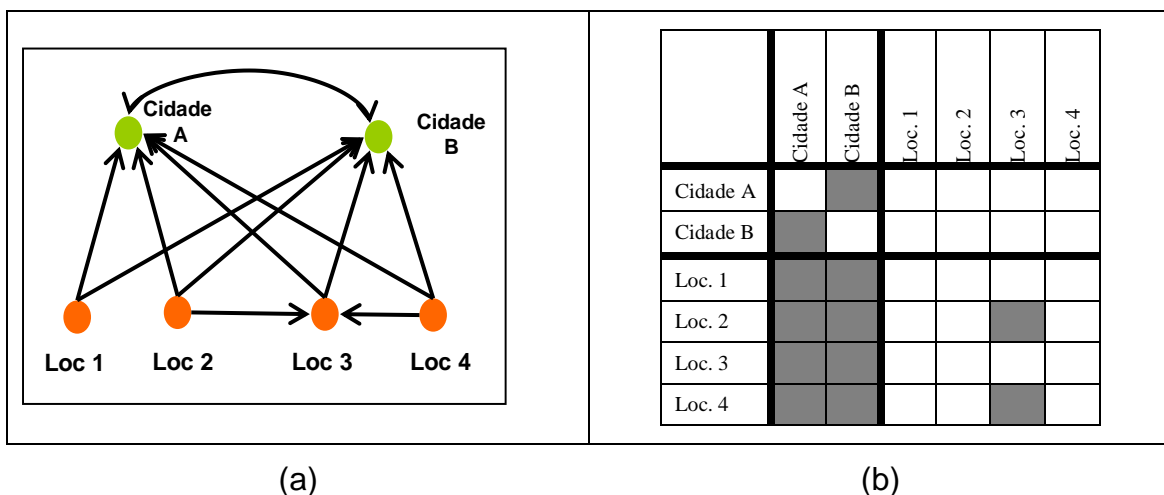 Cidade
A
Cidade
B
Loc 1
Loc 2
Loc 3
Loc 4
(a)
Cidade A
Cidade B
Loc. 1
Loc. 2
Loc. 3
Loc. 4
Cidade A
Cidade B
Loc. 1
Loc. 2
Loc. 3
Loc. 4
(b)